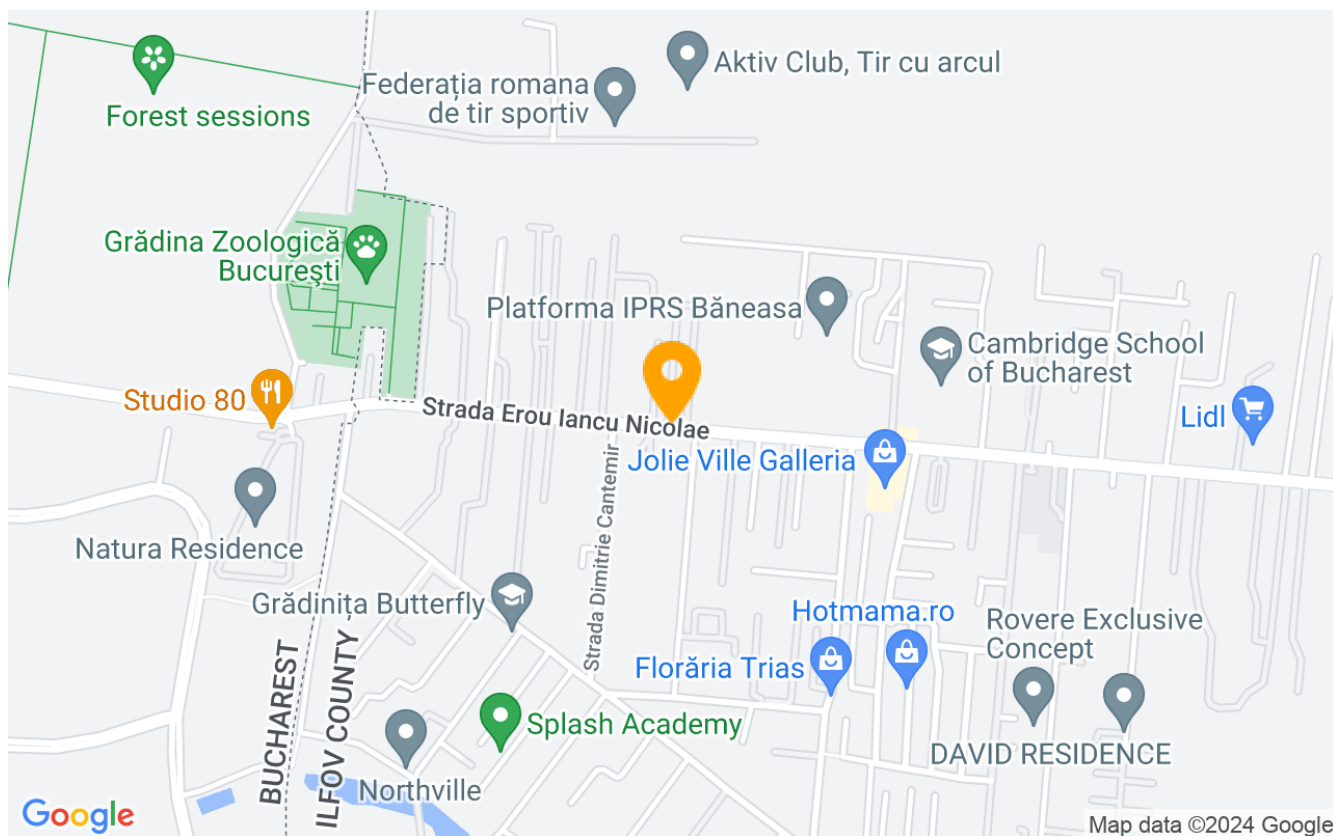 Aktiv Club, Tir cu arcul
Federația romana
de tir sportiv
Forest sessions
Grădina Zoologică
Bucureşti
Platforma IPRS Băneasa
Cambridge School
of Bucharest
Studio 80
Strada Erou Iancu Nicolae
Lidl
Jolie Ville Galleria
Strada Dimitrie Cantemir
Natura Residence
Grădinița Butterfly
Hotmama.ro
Rovere Exclusive
Concept
Florăria Trias
BUCHAREST
ILFOV COUNTY
Splash Academy
DAVID RESIDENCE
Northville
Google
Map data ©2024 Google